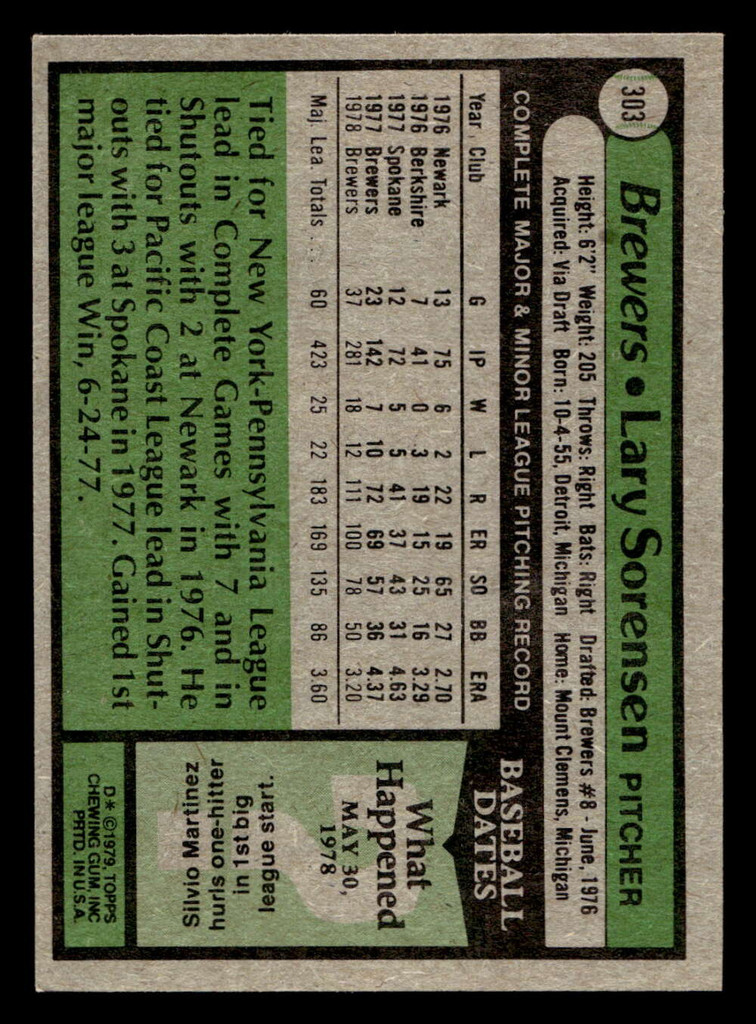 303
Brewers • Lary Sorensen PITCHER
Height: 6'2" Weight: 205 Throws: Right Bats: Right Drafted: Brewers #8 - June, 1976
Acquired: Via Draft Born: 10-4-55, Detroit, Michigan Home: Mount Clemens, Michigan
COMPLETE MAJOR & MINOR LEAGUE PITCHING RECORD
Year Club G IP W L R ER SO BB ERA
1976 Newark 13 75 6 2 22 19 65 27 2.70
1976 Berkshire 7 41 0 3 19 15 25 16 3.29
1977 Spokane 12 72 5 5 41 37 43 31 4.63
1977 Brewers 23 142 7 10 72 69 57 36 4.37
1978 Brewers 37 281 18 12 111 100 78 50 3.20
Maj. Lea. Totals ... 60 423 25 22 183 169 135 86 3.60
Tied for New York-Pennsylvania League
lead in Complete Games with 7 and in
Shutouts with 2 at Newark in 1976. He
tied for Pacific Coast League lead in Shut-
outs with 3 at Spokane in 1977. Gained 1st
major league Win, 6-24-77.
BASEBALL
DATES
What
Happened
MAY 30,
1978
Silvio Martinez
hurls one-hitter
in 1st big
league start.
D* ©1979, TOPPS
CHEWING GUM, INC
PRTD. IN U.S.A.